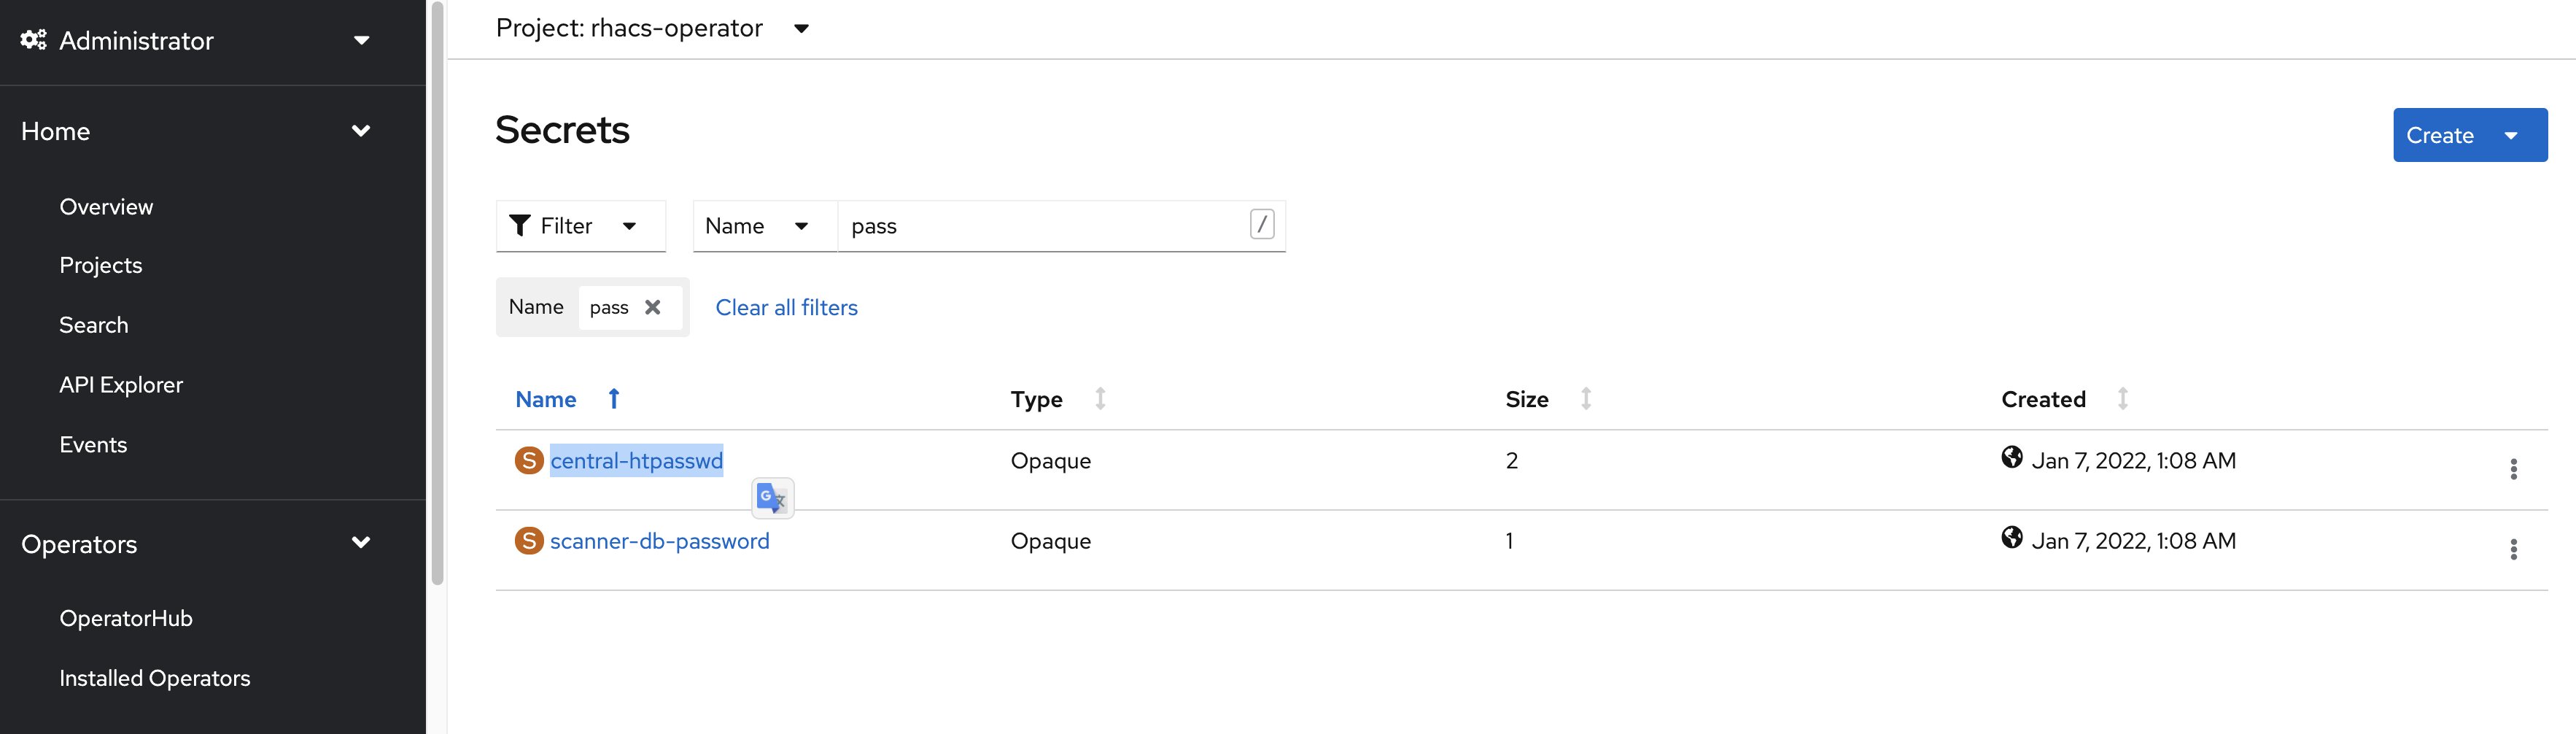 Administrator
Home
Overview
Projects
Search
API Explorer
Events
Operators
OperatorHub
Installed Operators
Project: rhacs-operator
Secrets
Create
Filter
Name
pass
/
Name pass
Clear all filters
Name Type Size Created
S central-htpasswd Opaque 2 Jan 7, 2022, 1:08 AM
G 文
S scanner-db-password Opaque 1 Jan 7, 2022, 1:08 AM